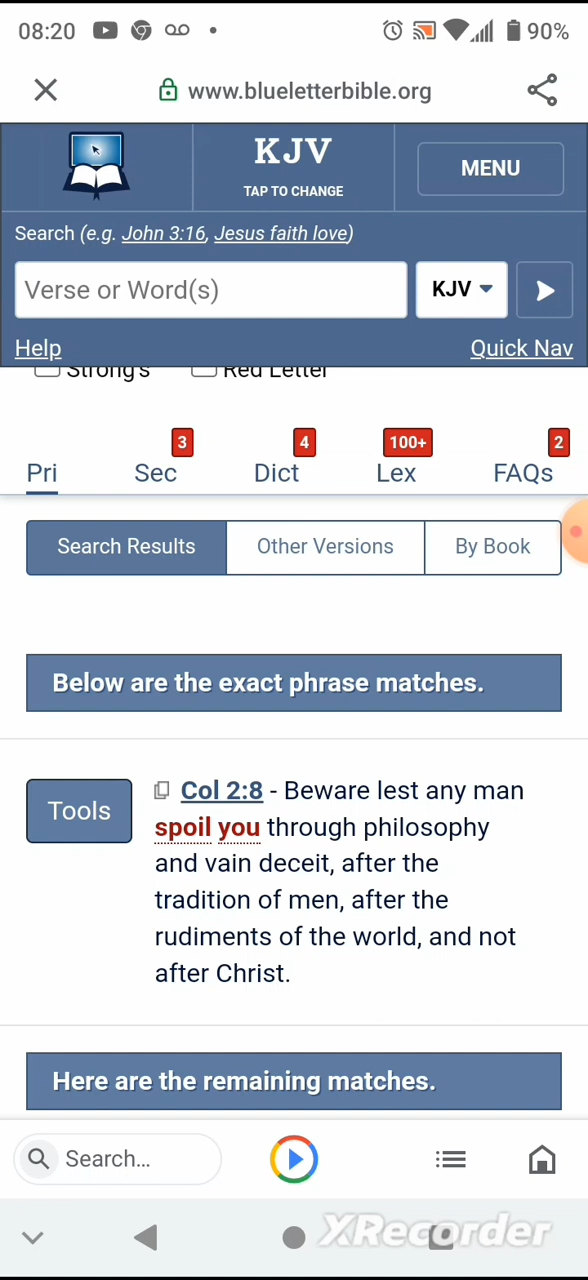 08:20
90%
www.blueletterbible.org
KJV
TAP TO CHANGE
MENU
Search (e.g. John 3:16, Jesus faith love)
Verse or Word(s)
KJV
Help
Quick Nav
Strong's
Red Letter
3
4
100+
2
Pri
Sec
Dict
Lex
FAQs
Search Results
Other Versions
By Book
Below are the exact phrase matches.
Tools
Col 2:8 - Beware lest any man
spoil you through philosophy
and vain deceit, after the
tradition of men, after the
rudiments of the world, and not
after Christ.
Here are the remaining matches.
Search...
XRecorder